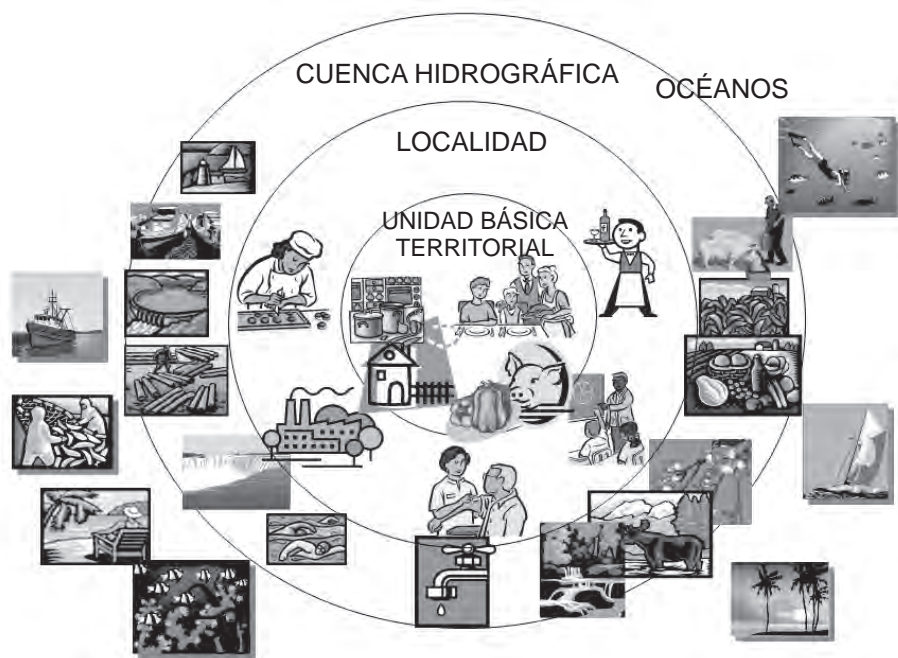 CUENCA HIDROGRÁFICA
OCÉANOS
LOCALIDAD
UNIDAD BÁSICA
TERRITORIAL